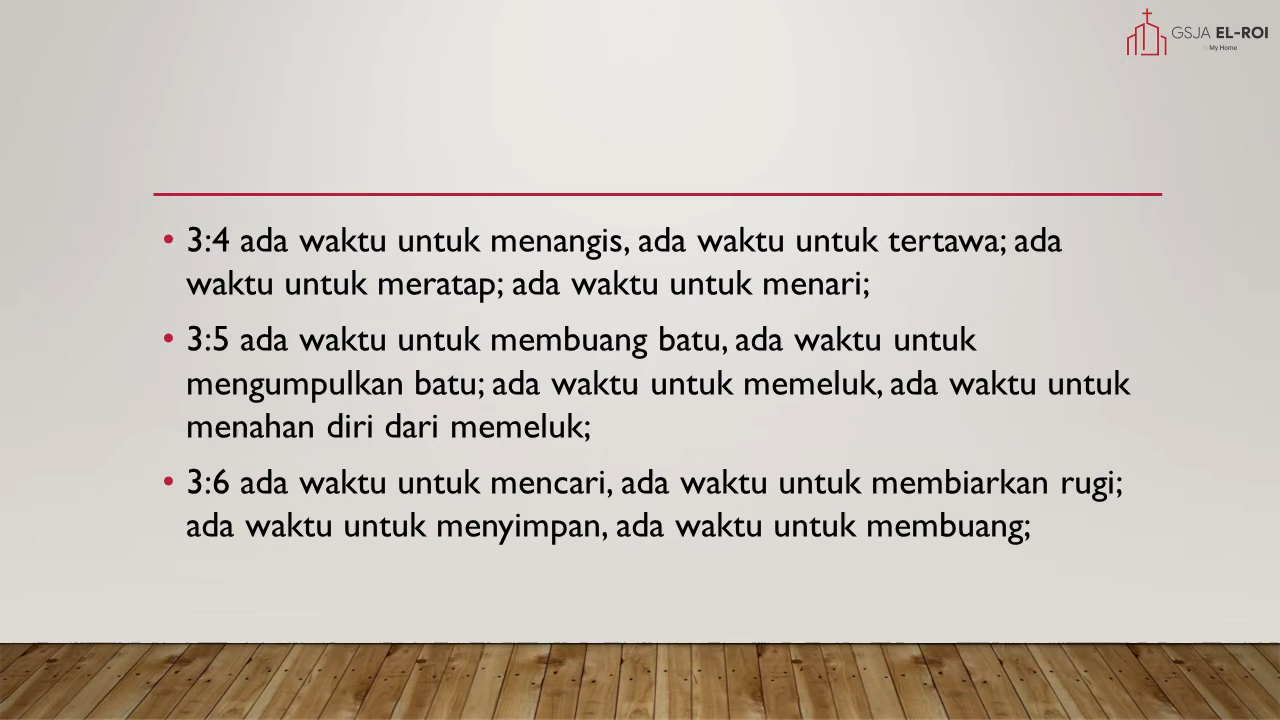 GSJA EL-ROI
My Home
• 3:4 ada waktu untuk menangis, ada waktu untuk tertawa; ada
waktu untuk meratap; ada waktu untuk menari;
• 3:5 ada waktu untuk membuang batu, ada waktu untuk
mengumpulkan batu; ada waktu untuk memeluk, ada waktu untuk
menahan diri dari memeluk;
• 3:6 ada waktu untuk mencari, ada waktu untuk membiarkan rugi;
ada waktu untuk menyimpan, ada waktu untuk membuang;